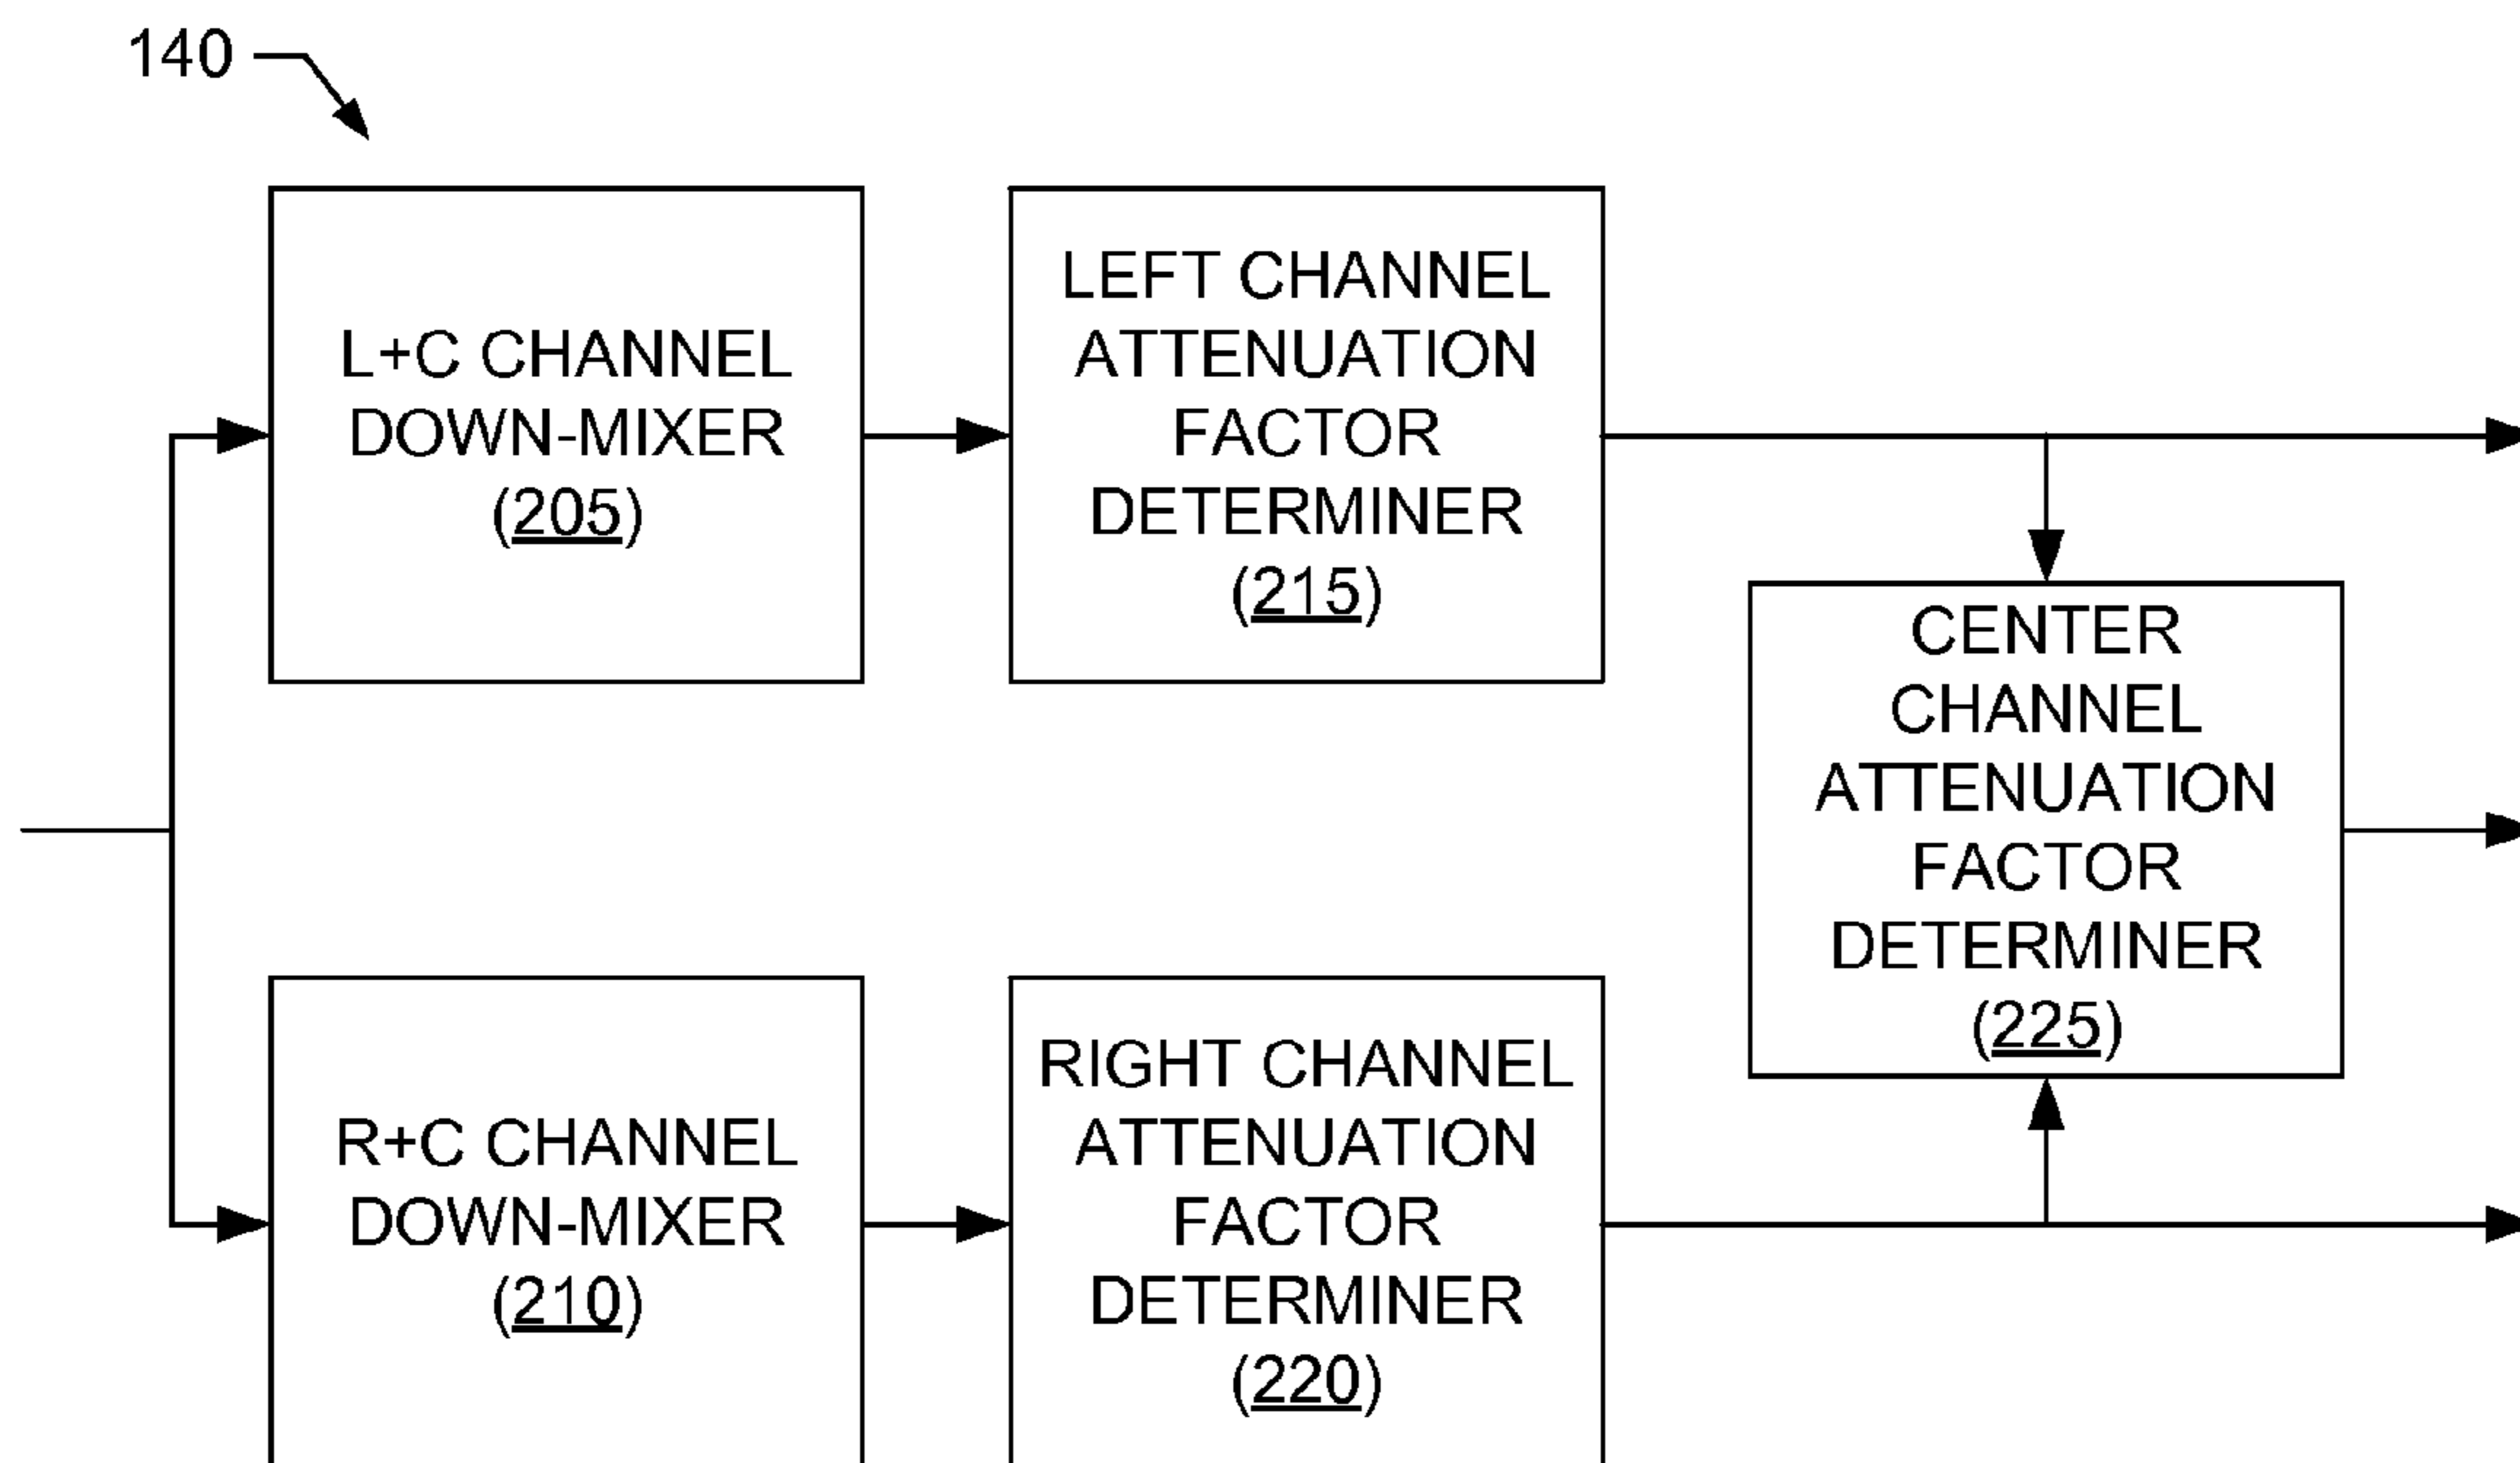 140
L+C CHANNEL
DOWN-MIXER
(205)
LEFT CHANNEL
ATTENUATION
FACTOR
DETERMINER
(215)
CENTER
CHANNEL
ATTENUATION
FACTOR
DETERMINER
(225)
R+C CHANNEL
DOWN-MIXER
(210)
RIGHT CHANNEL
ATTENUATION
FACTOR
DETERMINER
(220)